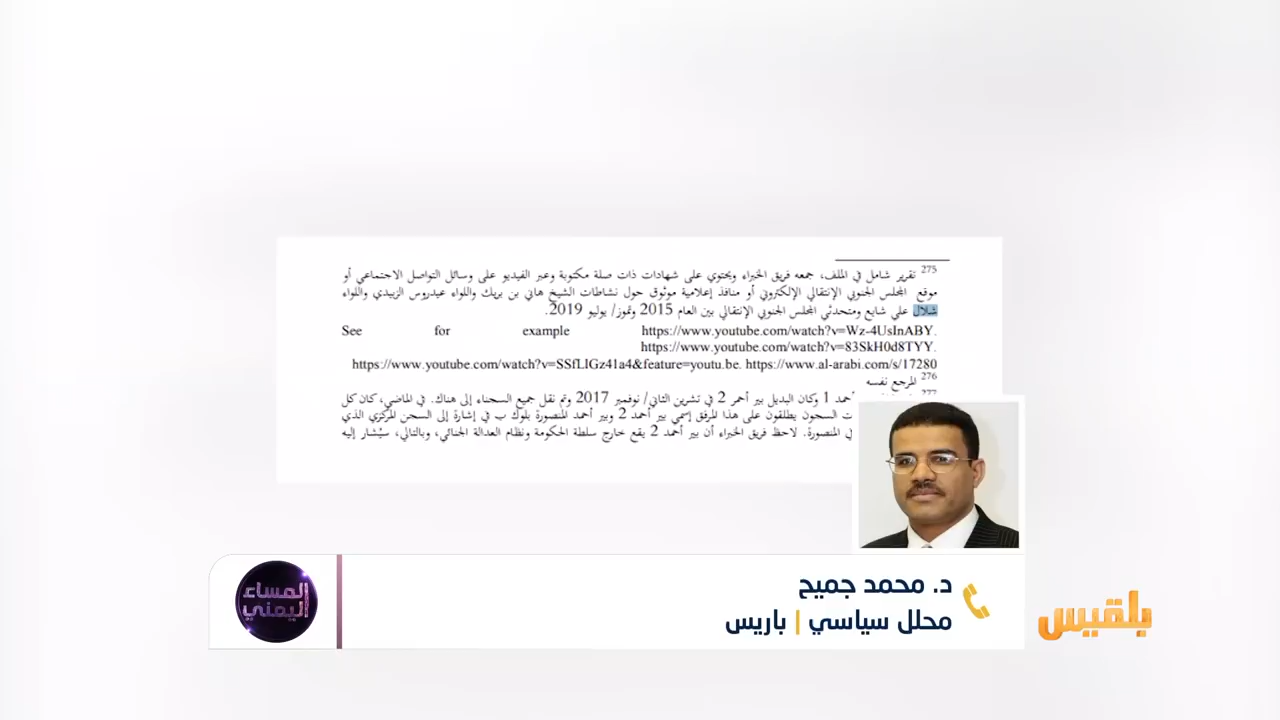 275 تقرير شامل في الملف، جمعه فريق الخبراء ويحتوي على شهادات ذات صلة مكتوبة وعبر الفيديو على وسائل التواصل الاجتماعي أو
موقع المجلس الجنوبي الإنتقالي الإلكتروني أو منافذ إعلامية موثوق حول نشاطات الشيخ هاني بن بريك واللواء عيدروس الزبيدي واللواء
شلال علي شايع ومتحدثي المجلس الجنوبي الإنتقالي بين العام 2015 وتموز/ يوليو 2019.
See for example https://www.youtube.com/watch?v=Wz-4UsInABY.
https://www.youtube.com/watch?v=83SkH0d8TYY.
https://www.youtube.com/watch?v=SSfLIGz41a4&feature=youtu.be. https://www.al-arabi.com/s/17280
276 المرجع نفسه
277
أحمد 1 وكان البديل بير أحمر 2 في تشرين الثاني/ نوفمبر 2017 وتم نقل جميع السجناء إلى هناك. في الماضي، كان كل
ت السجون يطلقون على هذا المرفق إسمي بير أحمد 2 وبير أحمد المنصورة بلوك ب في إشارة إلى السجن المركزي الذي
في المنصورة. لاحظ فريق الخبراء أن بير أحمد 2 يقع خارج سلطة الحكومة ونظام العدالة الجنائي، وبالتالي، سيُشار إليه
د. محمد جميح
محلل سياسي | باريس
المساء
اليمني
بلقيس